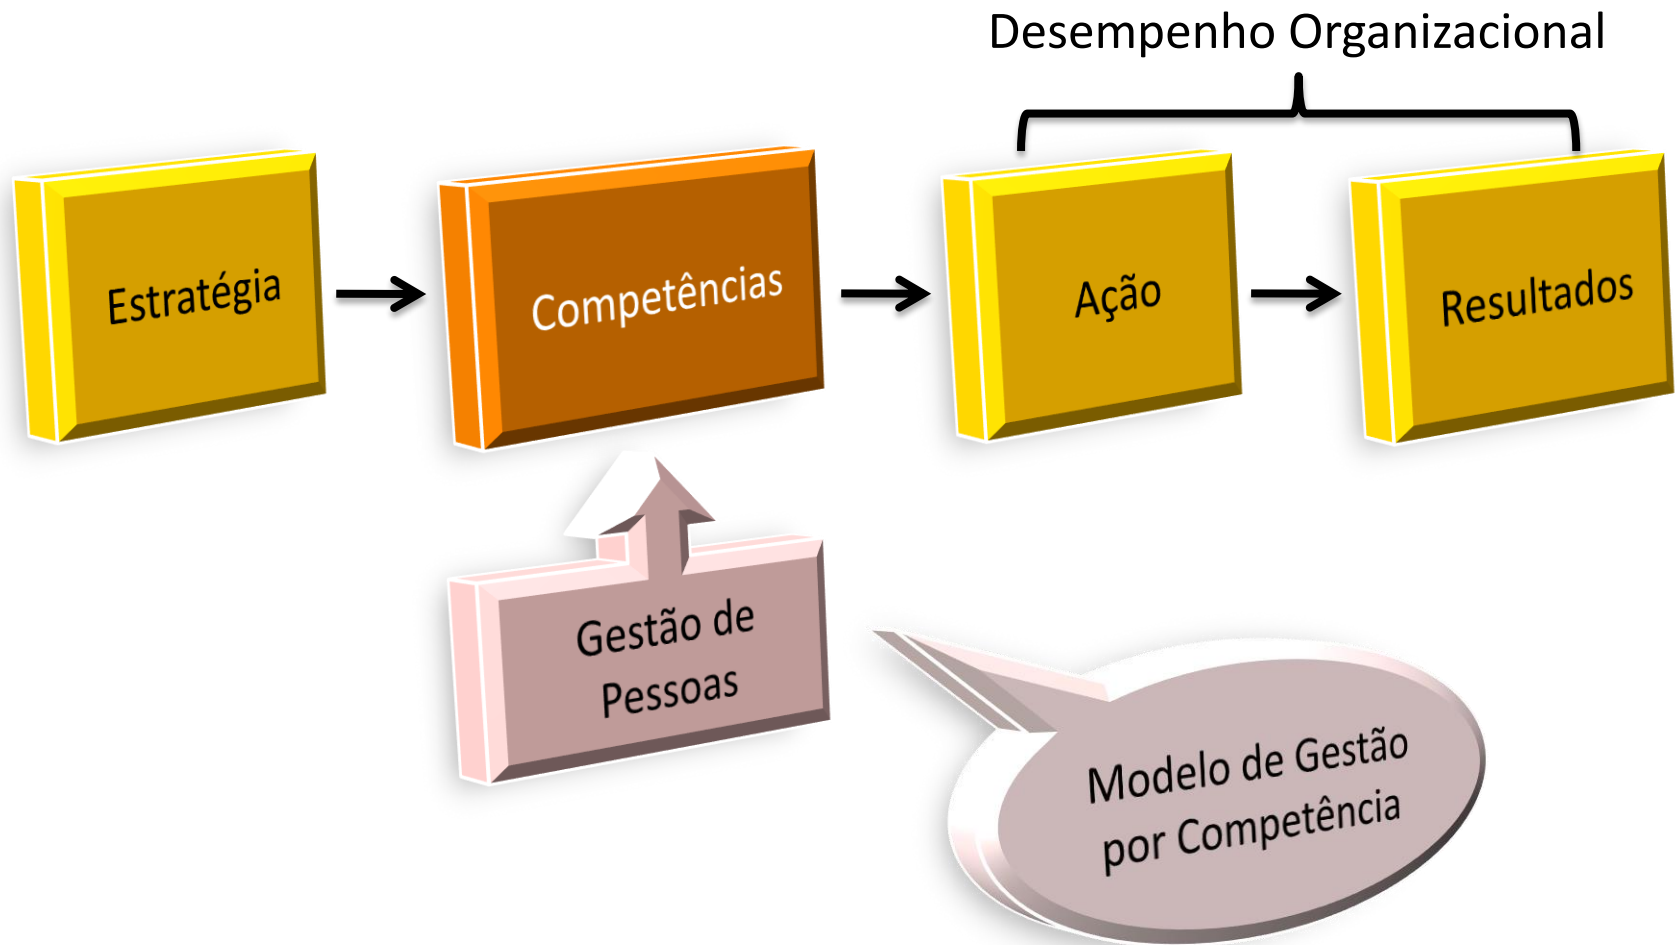 Desempenho Organizacional
Estratégia
Competências
Ação
Resultados
Gestão de
Pessoas
Modelo de Gestão
por Competência